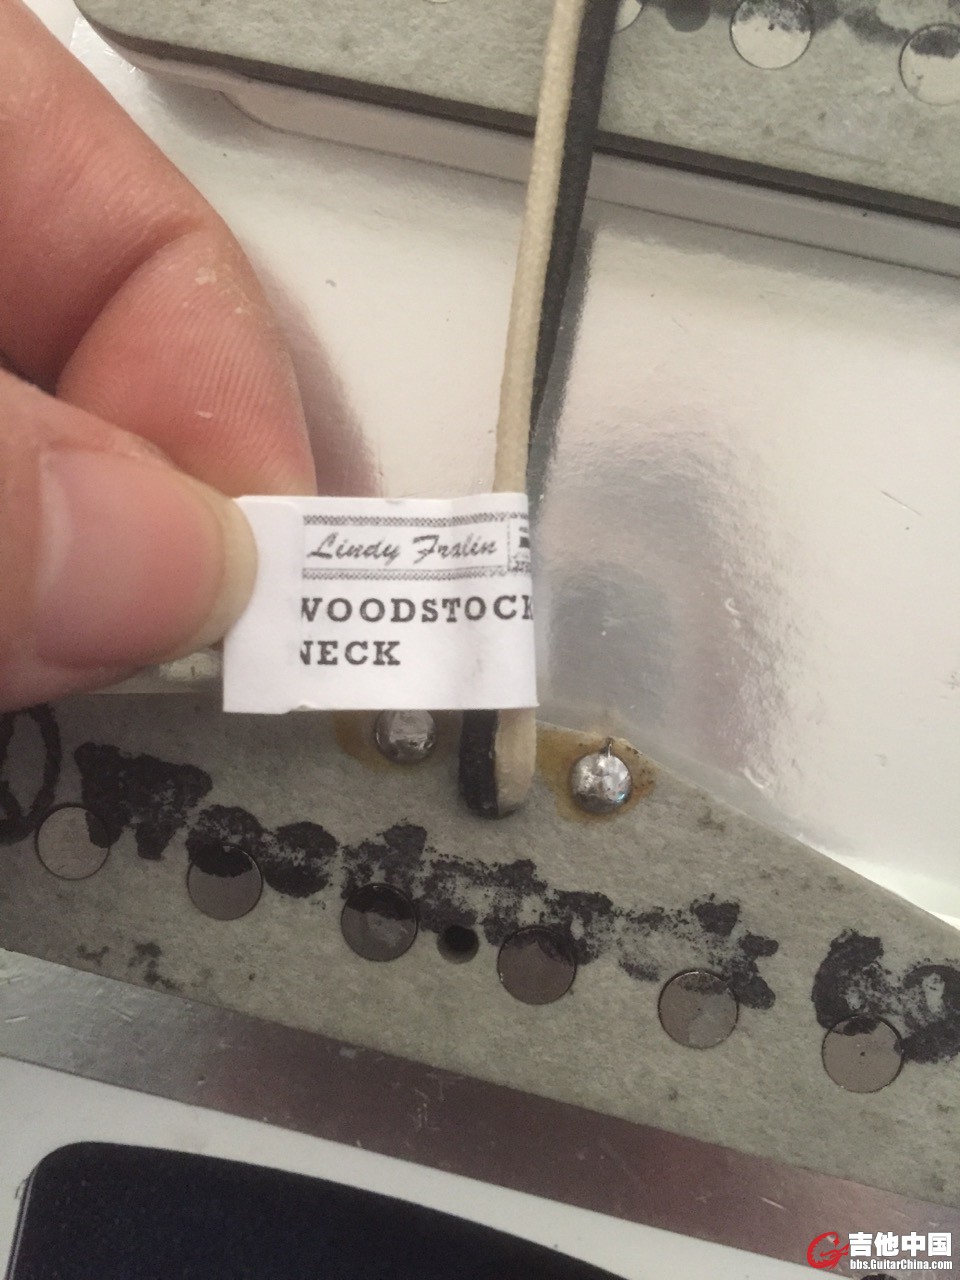 Lindy Fralin
WOODSTOCK
NECK
吉他中国
bbs.GuitarChina.com